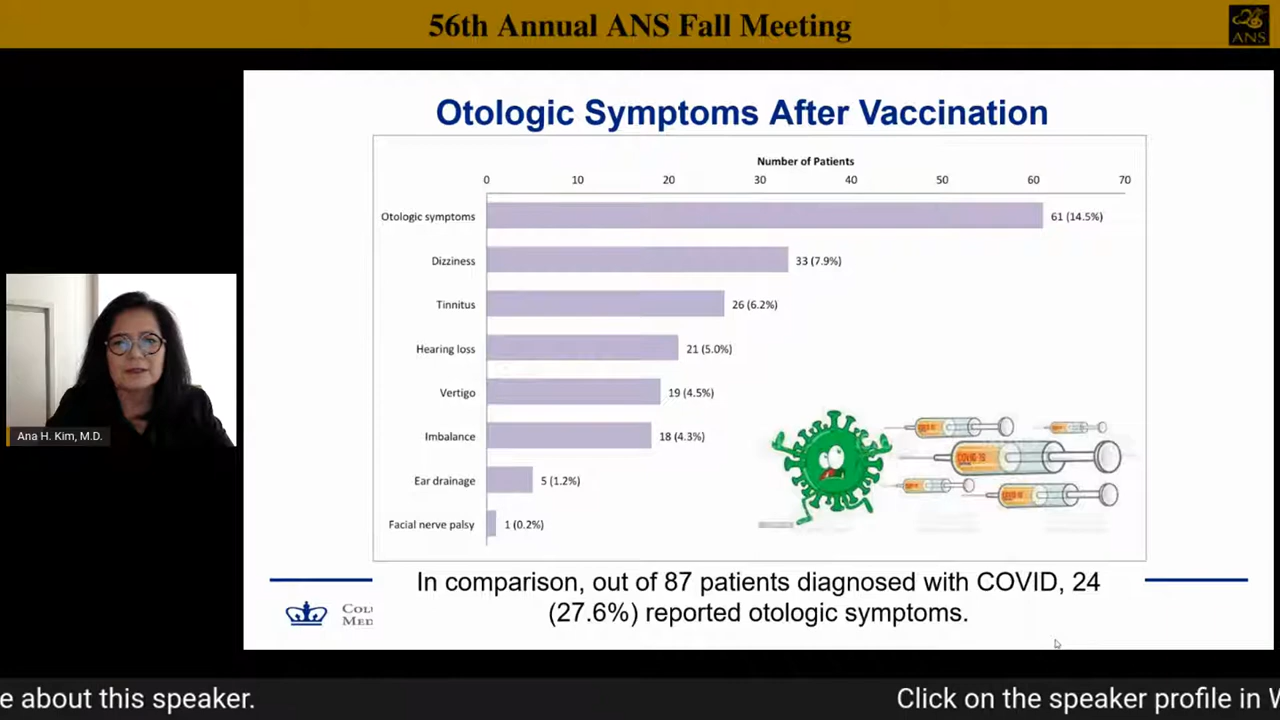 56th Annual ANS Fall Meeting
ANS
Otologic Symptoms After Vaccination
Number of Patients
0 10 20 30 40 50 60 70
Otologic symptoms 61 (14.5%)
Dizziness 33 (7.9%)
Tinnitus 26 (6.2%)
Hearing loss 21 (5.0%)
Vertigo 19 (4.5%)
Imbalance 18 (4.3%)
Ear drainage 5 (1.2%)
Facial nerve palsy 1 (0.2%)
COVID-19
In comparison, out of 87 patients diagnosed with COVID, 24
(27.6%) reported otologic symptoms.
Ana H. Kim, M.D.
e about this speaker.
Click on the speaker profile in